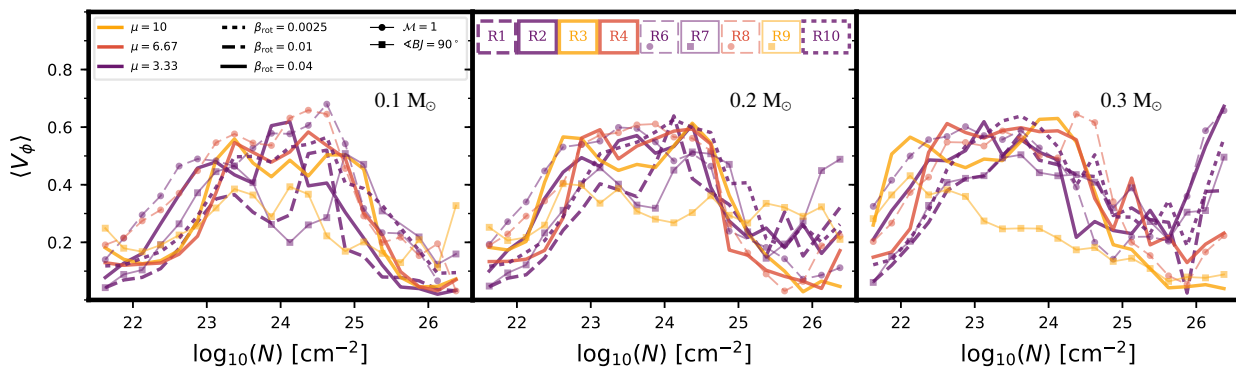 μ = 10
μ = 6.67
μ = 3.33
β_rot = 0.0025
β_rot = 0.01
β_rot = 0.04
ℳ = 1
∢BJ = 90°
R1 R2 R3 R4 R6 R7 R8 R9 R10
0.1 M⊙
0.2 M⊙
0.3 M⊙
⟨V_ϕ⟩
0.8
0.6
0.4
0.2
22 23 24 25 26
22 23 24 25 26
22 23 24 25 26
log₁₀(N) [cm⁻²]
log₁₀(N) [cm⁻²]
log₁₀(N) [cm⁻²]